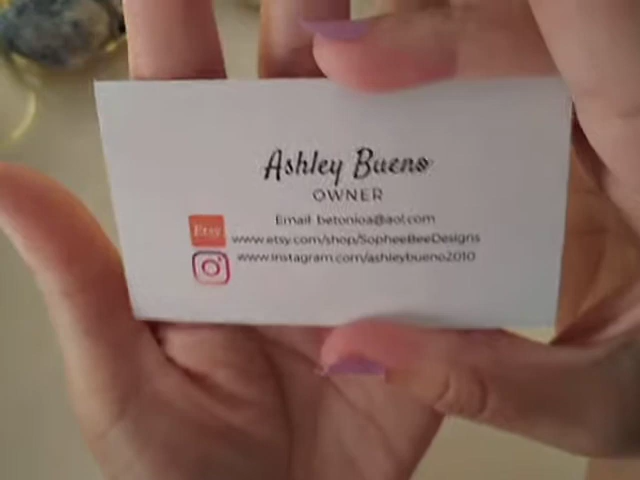 Ashley Bueno
OWNER
Email: betonioa@aol.com
Etsy
www.etsy.com/shop/SopheeBeeDesigns
www.instagram.com/ashleybueno2010